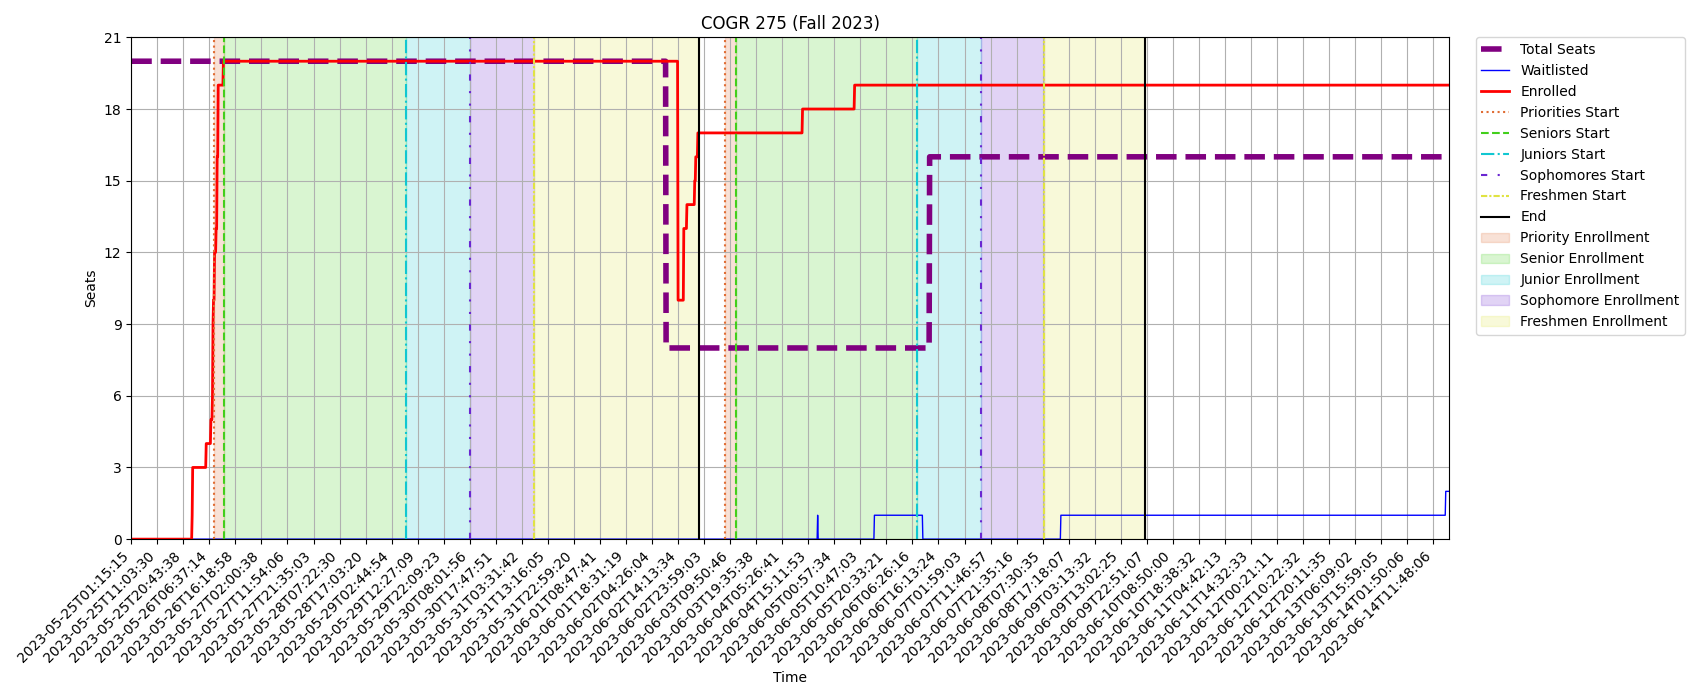 COGR 275 (Fall 2023)
Seats
21
18
15
12
9
6
3
0
2023-05-25T01:15:15
2023-05-25T11:03:30
2023-05-25T20:43:38
2023-05-26T06:37:14
2023-05-26T16:18:58
2023-05-27T02:00:38
2023-05-27T11:54:06
2023-05-27T21:35:03
2023-05-28T07:22:30
2023-05-28T17:03:20
2023-05-29T02:44:54
2023-05-29T12:27:09
2023-05-29T22:09:23
2023-05-30T08:01:56
2023-05-30T17:47:51
2023-05-31T03:31:42
2023-05-31T13:16:05
2023-05-31T22:59:20
2023-06-01T08:47:41
2023-06-01T18:31:19
2023-06-02T04:26:04
2023-06-02T14:13:34
2023-06-02T23:59:03
2023-06-03T09:50:46
2023-06-03T19:35:38
2023-06-04T05:26:41
2023-06-04T15:11:53
2023-06-05T00:57:34
2023-06-05T10:47:03
2023-06-05T20:33:21
2023-06-06T06:26:16
2023-06-06T16:13:24
2023-06-07T01:59:03
2023-06-07T11:46:57
2023-06-07T21:35:16
2023-06-08T07:30:35
2023-06-08T17:18:07
2023-06-09T03:13:32
2023-06-09T13:02:25
2023-06-09T22:51:07
2023-06-10T08:50:00
2023-06-10T18:38:32
2023-06-11T04:42:13
2023-06-11T14:32:33
2023-06-12T00:21:11
2023-06-12T10:22:32
2023-06-12T20:11:35
2023-06-13T06:09:02
2023-06-13T15:59:05
2023-06-14T01:50:06
2023-06-14T11:48:06
Time
Total Seats
Waitlisted
Enrolled
Priorities Start
Seniors Start
Juniors Start
Sophomores Start
Freshmen Start
End
Priority Enrollment
Senior Enrollment
Junior Enrollment
Sophomore Enrollment
Freshmen Enrollment